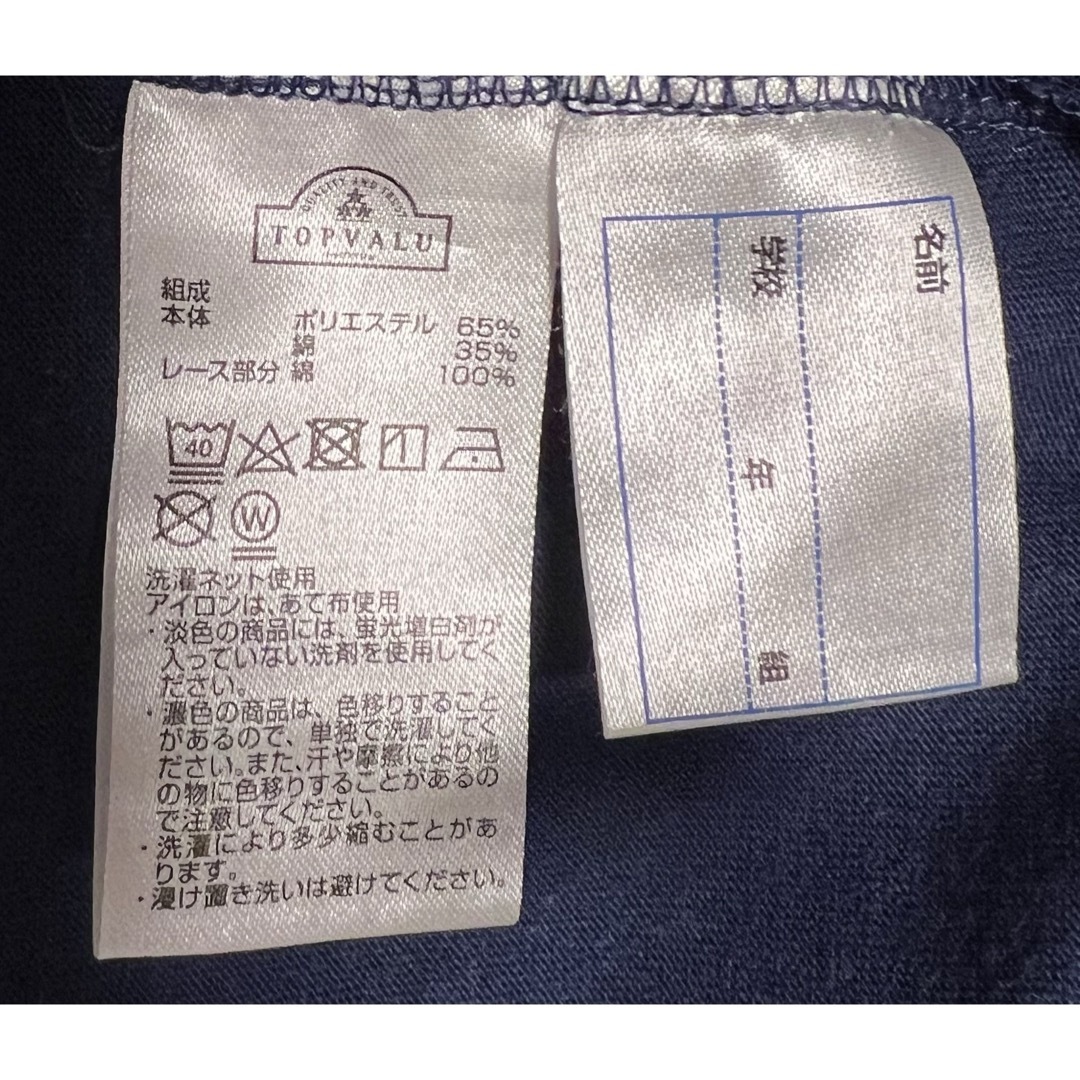 QUALITY AND TRUST
TOPVALU
組成
本体 ポリエステル 65%
綿 35%
レース部分 綿 100%
40
1
W
洗濯ネット使用
アイロンは、あて布使用
・淡色の商品には、蛍光増白剤が
入っていない洗剤を使用してく
ださい。
・濃色の商品は、色移りすること
があるので、単独で洗濯してく
ださい。また、汗や摩擦により他
の物に色移りすることがあるの
で注意してください。
・洗濯により多少縮むことがあ
ります。
・浸け置き洗いは避けてください。
名前
学校 年 組